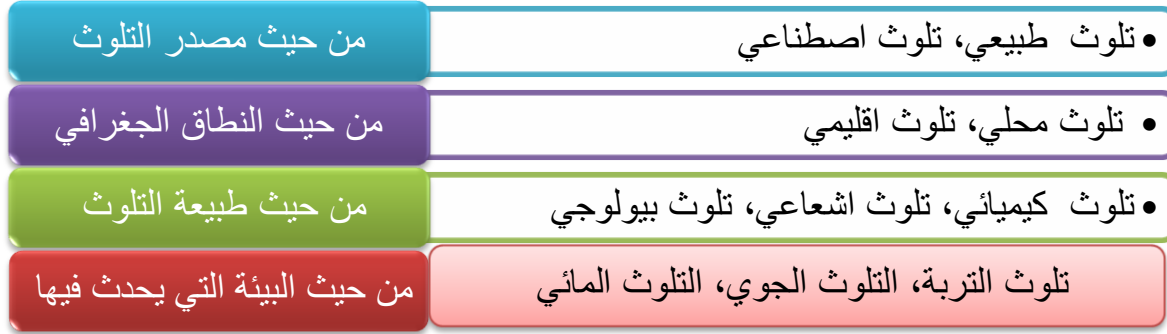 من حيث مصدر التلوث
• تلوث طبيعي، تلوث اصطناعي
من حيث النطاق الجغرافي
• تلوث محلي، تلوث اقليمي
من حيث طبيعة التلوث
• تلوث كيميائي، تلوث اشعاعي، تلوث بيولوجي
من حيث البيئة التي يحدث فيها
تلوث التربة، التلوث الجوي، التلوث المائي